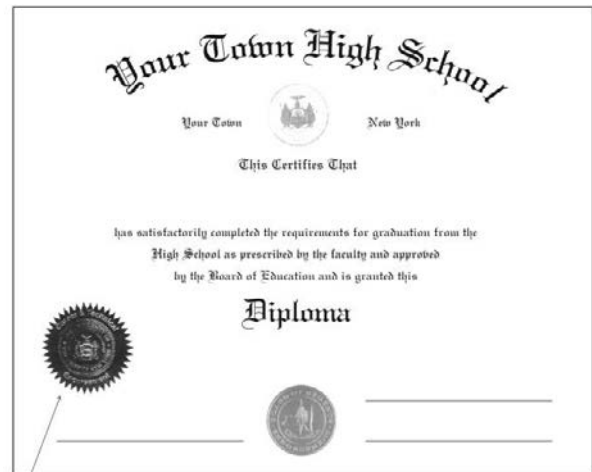 Your Town High School
Your Town New York
This Certifies That
has satisfactorily completed the requirements for graduation from the
High School as prescribed by the faculty and approved
by the Board of Education and is granted this
Diploma